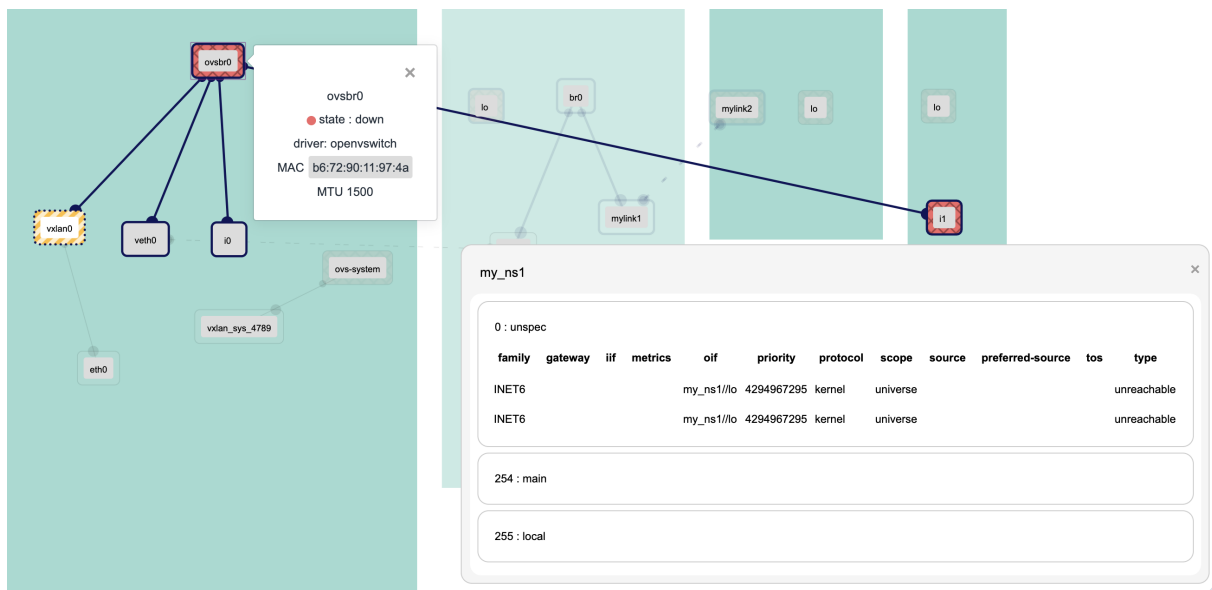 ovsbr0
ovsbr0
state : down
driver: openvswitch
MAC b6:72:90:11:97:4a
MTU 1500
lo
br0
mylink2
lo
lo
vxlan0
veth0
i0
mylink1
i1
ovs-system
vxlan_sys_4789
eth0
my_ns1
0 : unspec
family gateway iif metrics oif priority protocol scope source preferred-source tos type
INET6 my_ns1//lo 4294967295 kernel universe unreachable
INET6 my_ns1//lo 4294967295 kernel universe unreachable
254 : main
255 : local